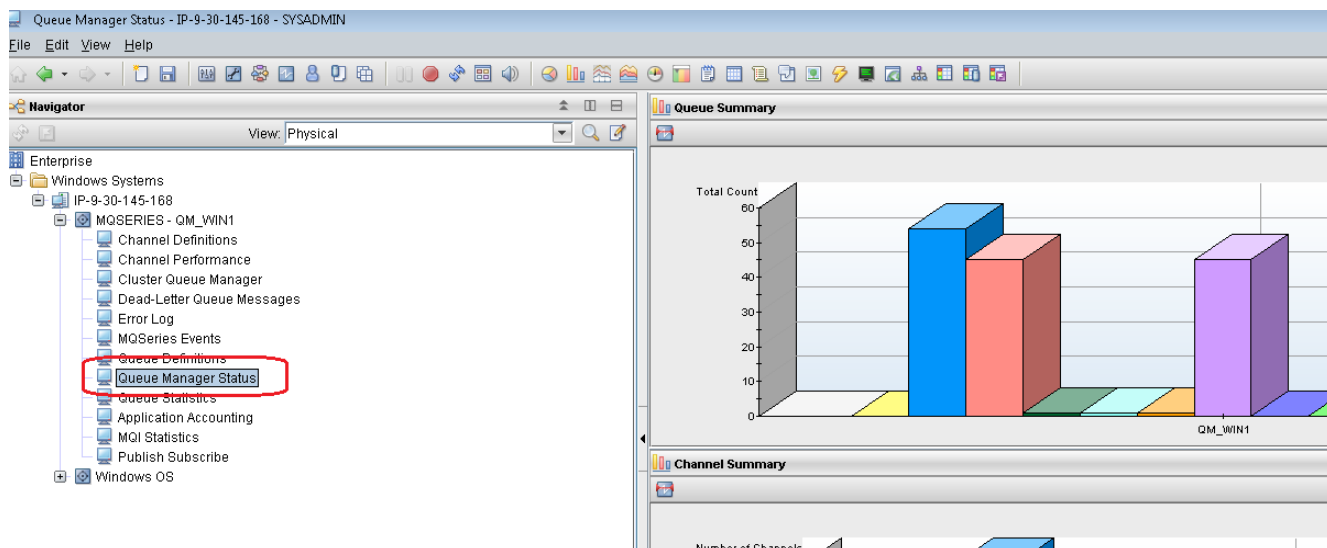 Queue Manager Status - IP-9-30-145-168 - SYSADMIN
File Edit View Help
Navigator
View: Physical
Enterprise
Windows Systems
IP-9-30-145-168
MQSERIES - QM_WIN1
Channel Definitions
Channel Performance
Cluster Queue Manager
Dead-Letter Queue Messages
Error Log
MQSeries Events
Queue Definitions
Queue Manager Status
Queue Statistics
Application Accounting
MQI Statistics
Publish Subscribe
Windows OS
Queue Summary
Total Count
60
50
40
30
20
10
0
QM_WIN1
Channel Summary
Number of Channels